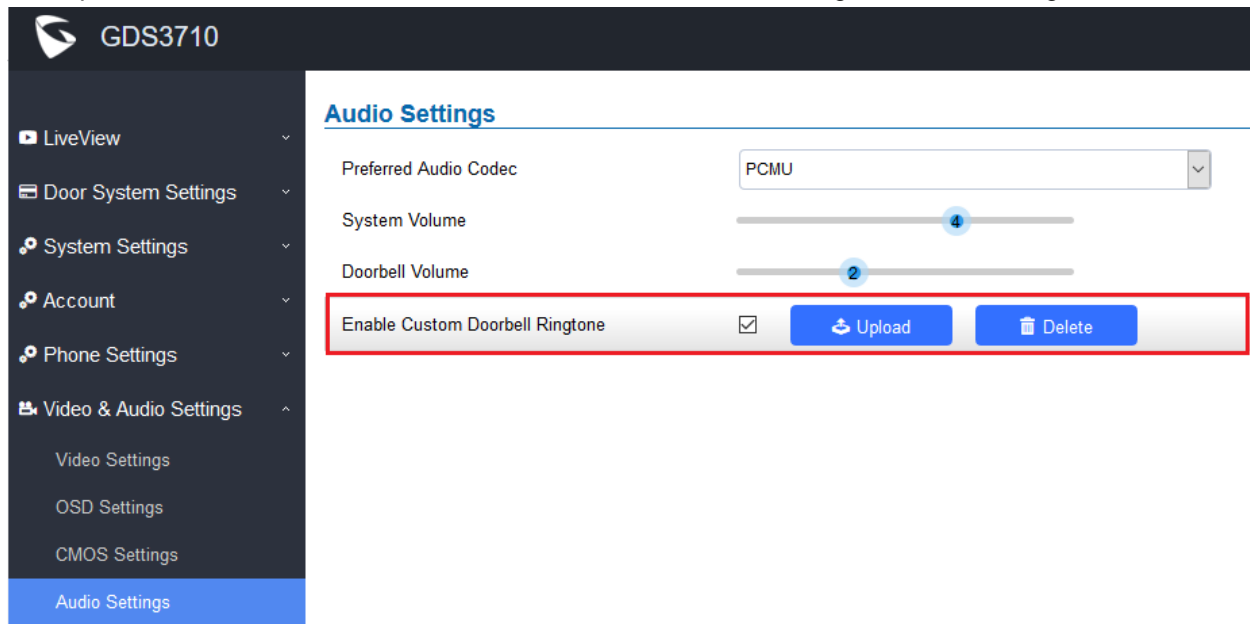 GDS3710
LiveView
Door System Settings
System Settings
Account
Phone Settings
Video & Audio Settings
Video Settings
OSD Settings
CMOS Settings
Audio Settings
Audio Settings
Preferred Audio Codec PCMU
System Volume 4
Doorbell Volume 2
Enable Custom Doorbell Ringtone Upload Delete